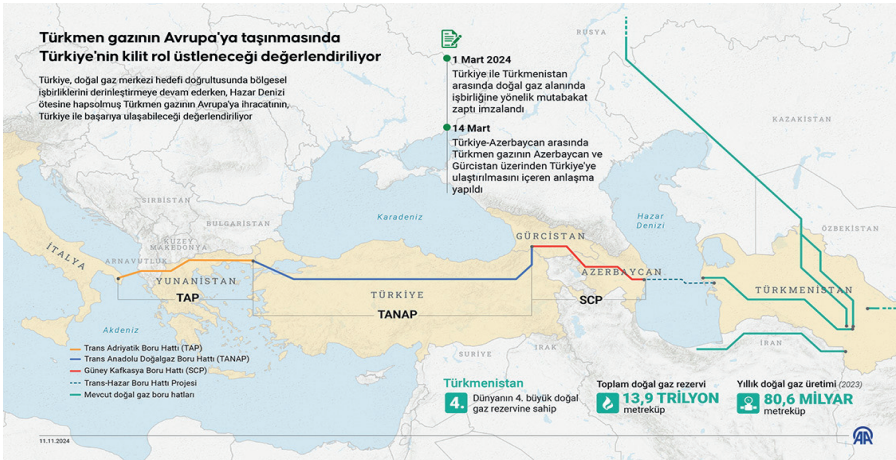 Türkmen gazının Avrupa'ya taşınmasında
Türkiye'nin kilit rol üstleneceği değerlendiriliyor
Türkiye, doğal gaz merkezi hedefi doğrultusunda bölgesel
işbirliklerini derinleştirmeye devam ederken, Hazar Denizi
ötesine hapsolmuş Türkmen gazının Avrupa'ya ihracatının,
Türkiye ile başarıya ulaşabileceği değerlendiriliyor
1 Mart 2024
Türkiye ile Türkmenistan
arasında doğal gaz alanında
işbirliğine yönelik mutabakat
zaptı imzalandı
14 Mart
Türkiye-Azerbaycan arasında
Türkmen gazının Azerbaycan ve
Gürcistan üzerinden Türkiye'ye
ulaştırılmasını içeren anlaşma
yapıldı
RUSYA
KAZAKİSTAN
ÖZBEKİSTAN
Hazar
Denizi
Karadeniz
SIRBİSTAN
BULGARİSTAN
KUZEY
MAKEDONYA
ARNAVUTLUK
İTALYA
YUNANİSTAN
TAP
TÜRKİYE
TANAP
GÜRCİSTAN
AZERBAYCAN
SCP
TÜRKMENİSTAN
İRAN
IRAK
SURİYE
Akdeniz
Trans Adriyatik Boru Hattı (TAP)
Trans Anadolu Doğalgaz Boru Hattı (TANAP)
Güney Kafkasya Boru Hattı (SCP)
Trans-Hazar Boru Hattı Projesi
Mevcut doğal gaz boru hatları
Türkmenistan
4.
Dünyanın 4. büyük doğal
gaz rezervine sahip
Toplam doğal gaz rezervi
13,9 TRİLYON
metreküp
Yıllık doğal gaz üretimi (2023)
80,6 MİLYAR
metreküp
11.11.2024
AA